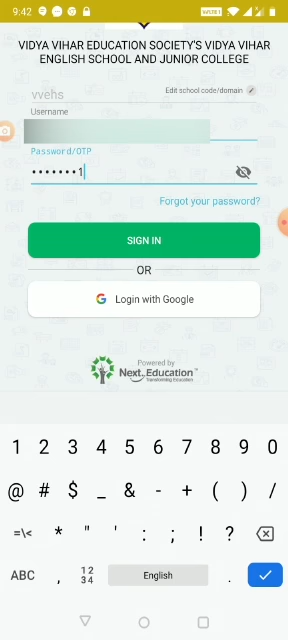 9:42
VIDYA VIHAR EDUCATION SOCIETY'S VIDYA VIHAR
ENGLISH SCHOOL AND JUNIOR COLLEGE
vvehs
Edit school code/domain
Username
Password/OTP
•••••••1
Forgot your password?
SIGN IN
OR
G Login with Google
Powered by
Next Education™
Transforming Education
1 2 3 4 5 6 7 8 9 0
@ # $ _ & - + ( ) /
=\< * " ' : ; ! ?
ABC , 12 34 English .